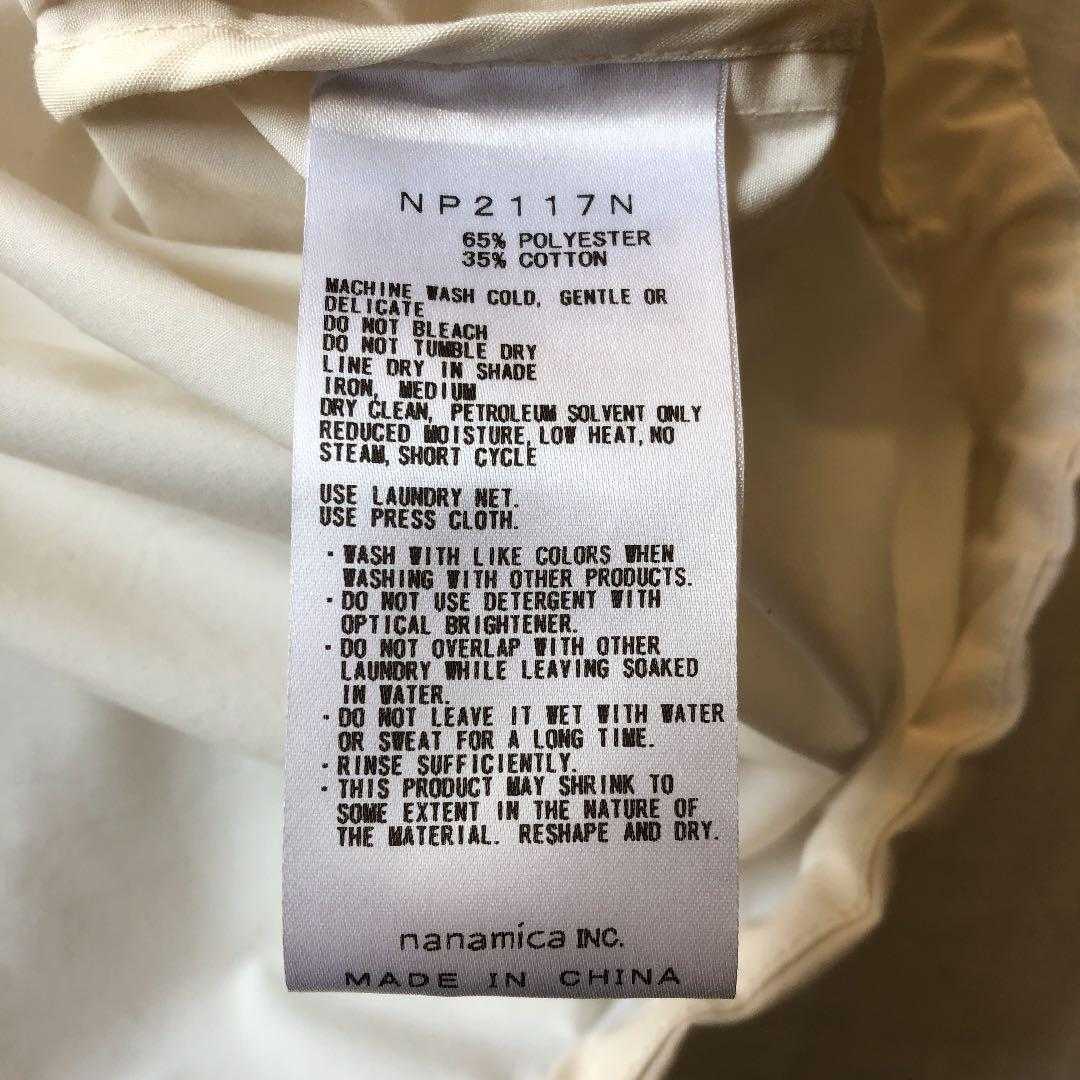 NP2117N
65% POLYESTER
35% COTTON
MACHINE WASH COLD, GENTLE OR
DELICATE
DO NOT BLEACH
DO NOT TUMBLE DRY
LINE DRY IN SHADE
IRON, MEDIUM
DRY CLEAN, PETROLEUM SOLVENT ONLY
REDUCED MOISTURE, LOW HEAT, NO
STEAM, SHORT CYCLE
USE LAUNDRY NET.
USE PRESS CLOTH.
・WASH WITH LIKE COLORS WHEN
WASHING WITH OTHER PRODUCTS.
・DO NOT USE DETERGENT WITH
OPTICAL BRIGHTENER.
・DO NOT OVERLAP WITH OTHER
LAUNDRY WHILE LEAVING SOAKED
IN WATER.
・DO NOT LEAVE IT WET WITH WATER
OR SWEAT FOR A LONG TIME.
・RINSE SUFFICIENTLY.
・THIS PRODUCT MAY SHRINK TO
SOME EXTENT IN THE NATURE OF
THE MATERIAL. RESHAPE AND DRY.
nanamica INC.
MADE IN CHINA